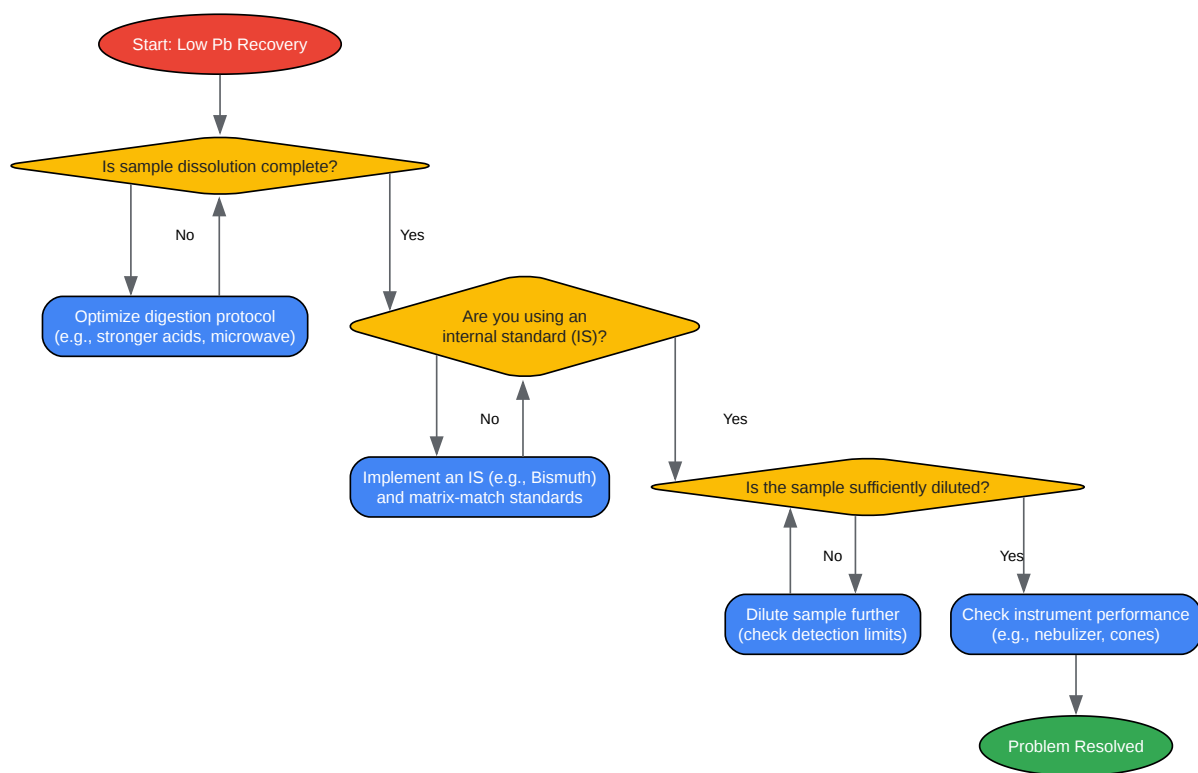 Start: Low Pb Recovery
Is sample dissolution complete?
No
Yes
Optimize digestion protocol
(e.g., stronger acids, microwave)
Are you using an
internal standard (IS)?
No
Yes
Implement an IS (e.g., Bismuth)
and matrix-match standards
Is the sample sufficiently diluted?
No
Yes
Dilute sample further
(check detection limits)
Check instrument performance
(e.g., nebulizer, cones)
Problem Resolved